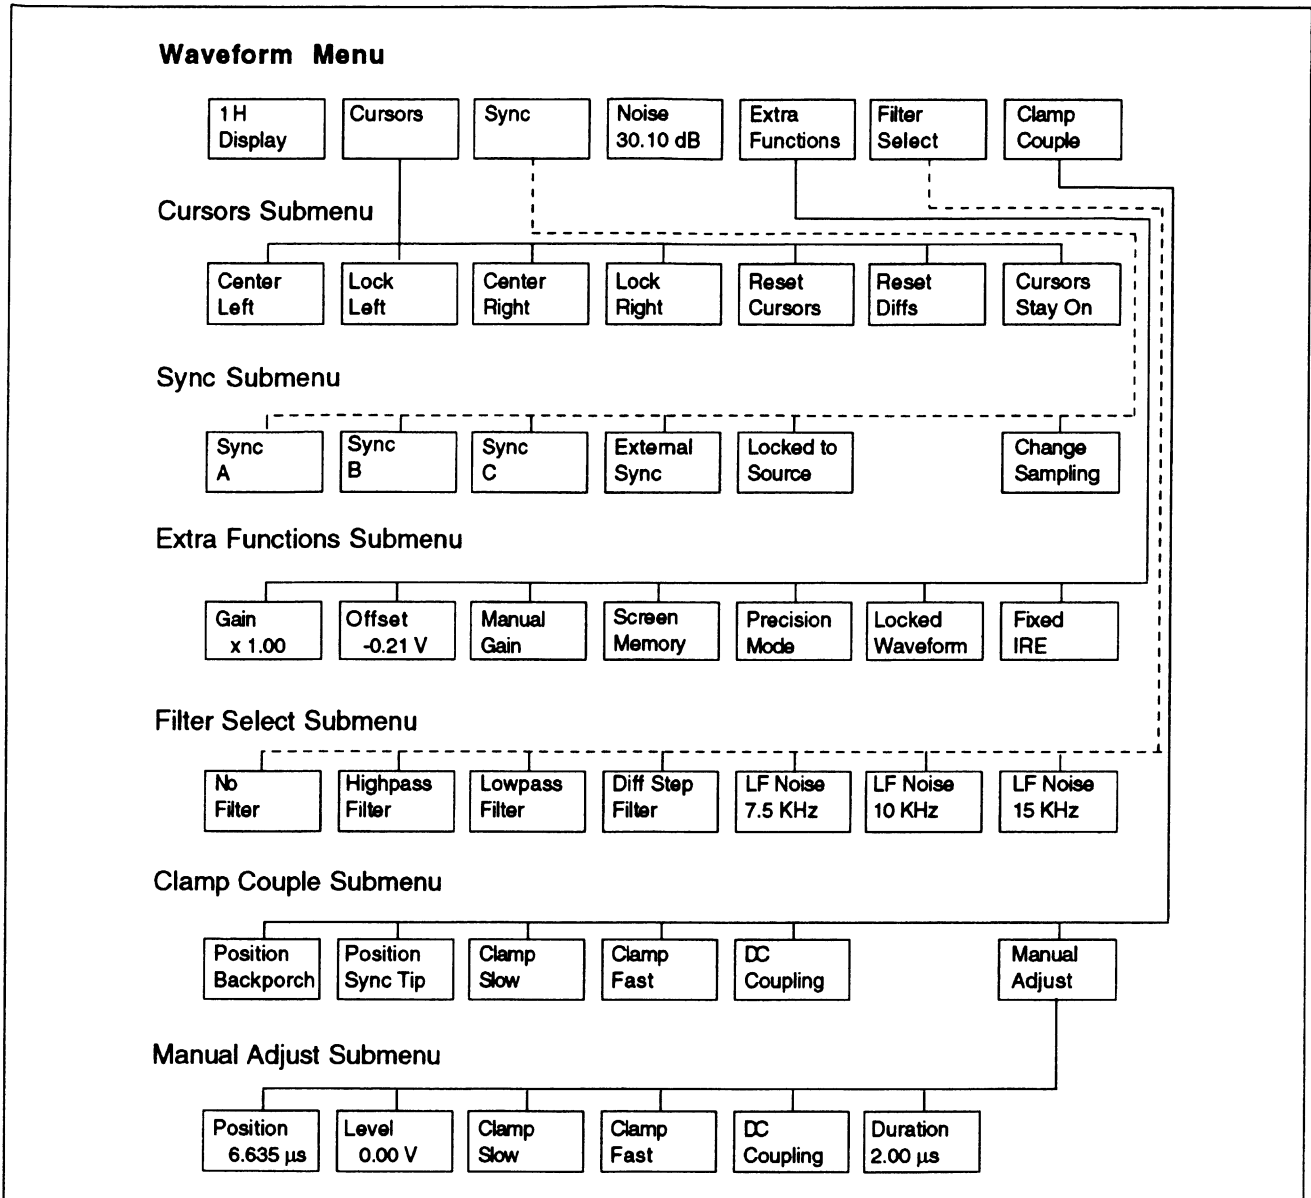 Waveform Menu
1H
Display
Cursors
Sync
Noise
30.10 dB
Extra
Functions
Filter
Select
Clamp
Couple
Cursors Submenu
Center
Left
Lock
Left
Center
Right
Lock
Right
Reset
Cursors
Reset
Diffs
Cursors
Stay On
Sync Submenu
Sync
A
Sync
B
Sync
C
External
Sync
Locked to
Source
Change
Sampling
Extra Functions Submenu
Gain
x 1.00
Offset
-0.21 V
Manual
Gain
Screen
Memory
Precision
Mode
Locked
Waveform
Fixed
IRE
Filter Select Submenu
No
Filter
Highpass
Filter
Lowpass
Filter
Diff Step
Filter
LF Noise
7.5 KHz
LF Noise
10 KHz
LF Noise
15 KHz
Clamp Couple Submenu
Position
Backporch
Position
Sync Tip
Clamp
Slow
Clamp
Fast
DC
Coupling
Manual
Adjust
Manual Adjust Submenu
Position
6.635 µs
Level
0.00 V
Clamp
Slow
Clamp
Fast
DC
Coupling
Duration
2.00 µs